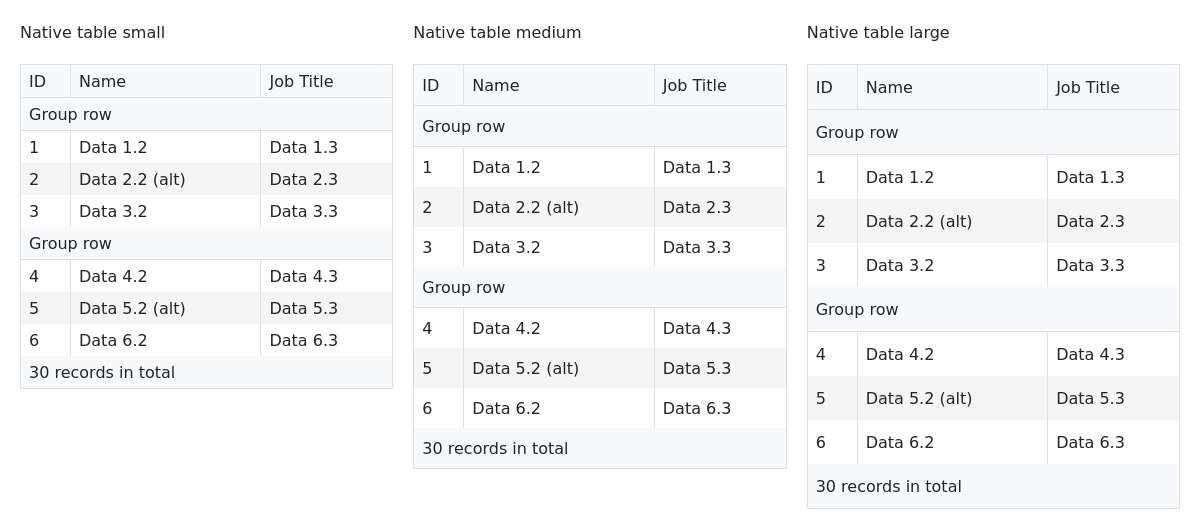 Native table small
ID Name Job Title
Group row
1 Data 1.2 Data 1.3
2 Data 2.2 (alt) Data 2.3
3 Data 3.2 Data 3.3
Group row
4 Data 4.2 Data 4.3
5 Data 5.2 (alt) Data 5.3
6 Data 6.2 Data 6.3
30 records in total
Native table medium
ID Name Job Title
Group row
1 Data 1.2 Data 1.3
2 Data 2.2 (alt) Data 2.3
3 Data 3.2 Data 3.3
Group row
4 Data 4.2 Data 4.3
5 Data 5.2 (alt) Data 5.3
6 Data 6.2 Data 6.3
30 records in total
Native table large
ID Name Job Title
Group row
1 Data 1.2 Data 1.3
2 Data 2.2 (alt) Data 2.3
3 Data 3.2 Data 3.3
Group row
4 Data 4.2 Data 4.3
5 Data 5.2 (alt) Data 5.3
6 Data 6.2 Data 6.3
30 records in total